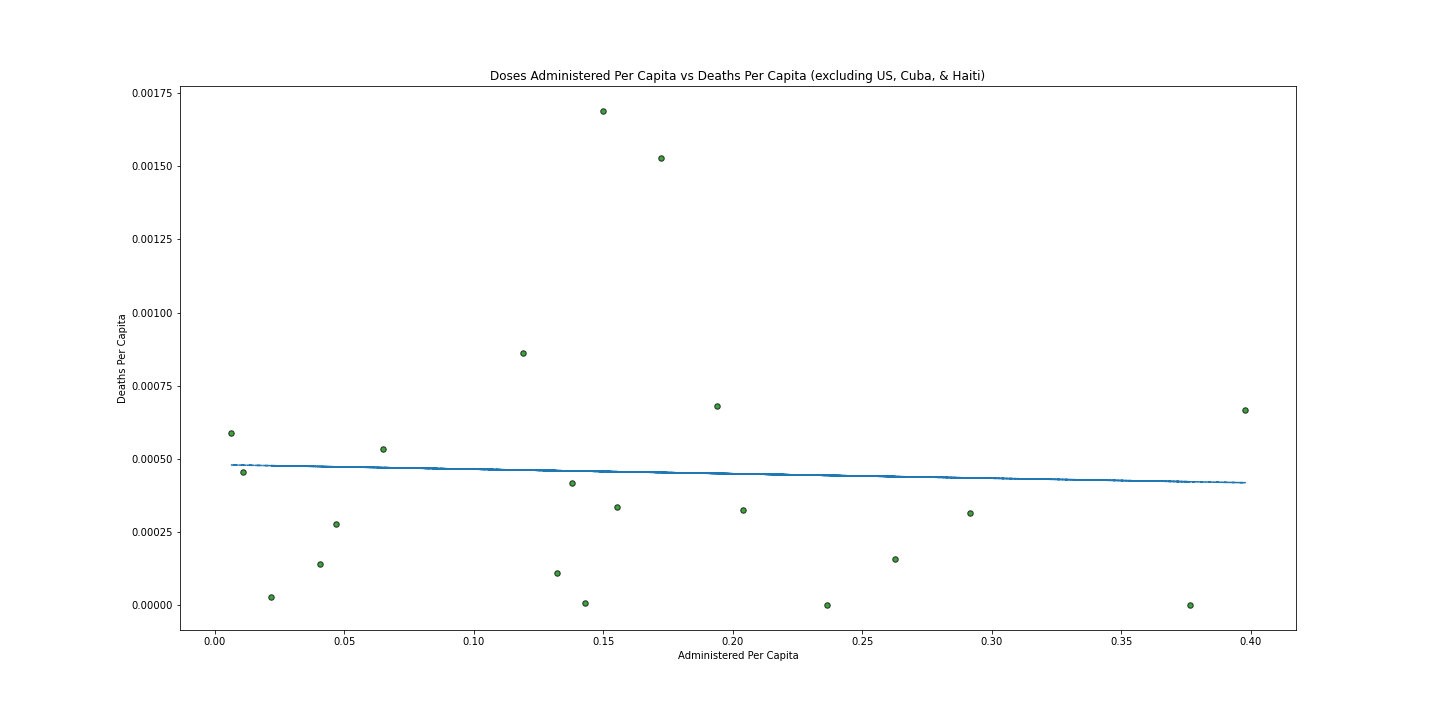 Doses Administered Per Capita vs Deaths Per Capita (excluding US, Cuba, & Haiti)
0.00175
0.00150
0.00125
0.00100
0.00075
0.00050
0.00025
0.00000
Deaths Per Capita
0.00 0.05 0.10 0.15 0.20 0.25 0.30 0.35 0.40
Administered Per Capita